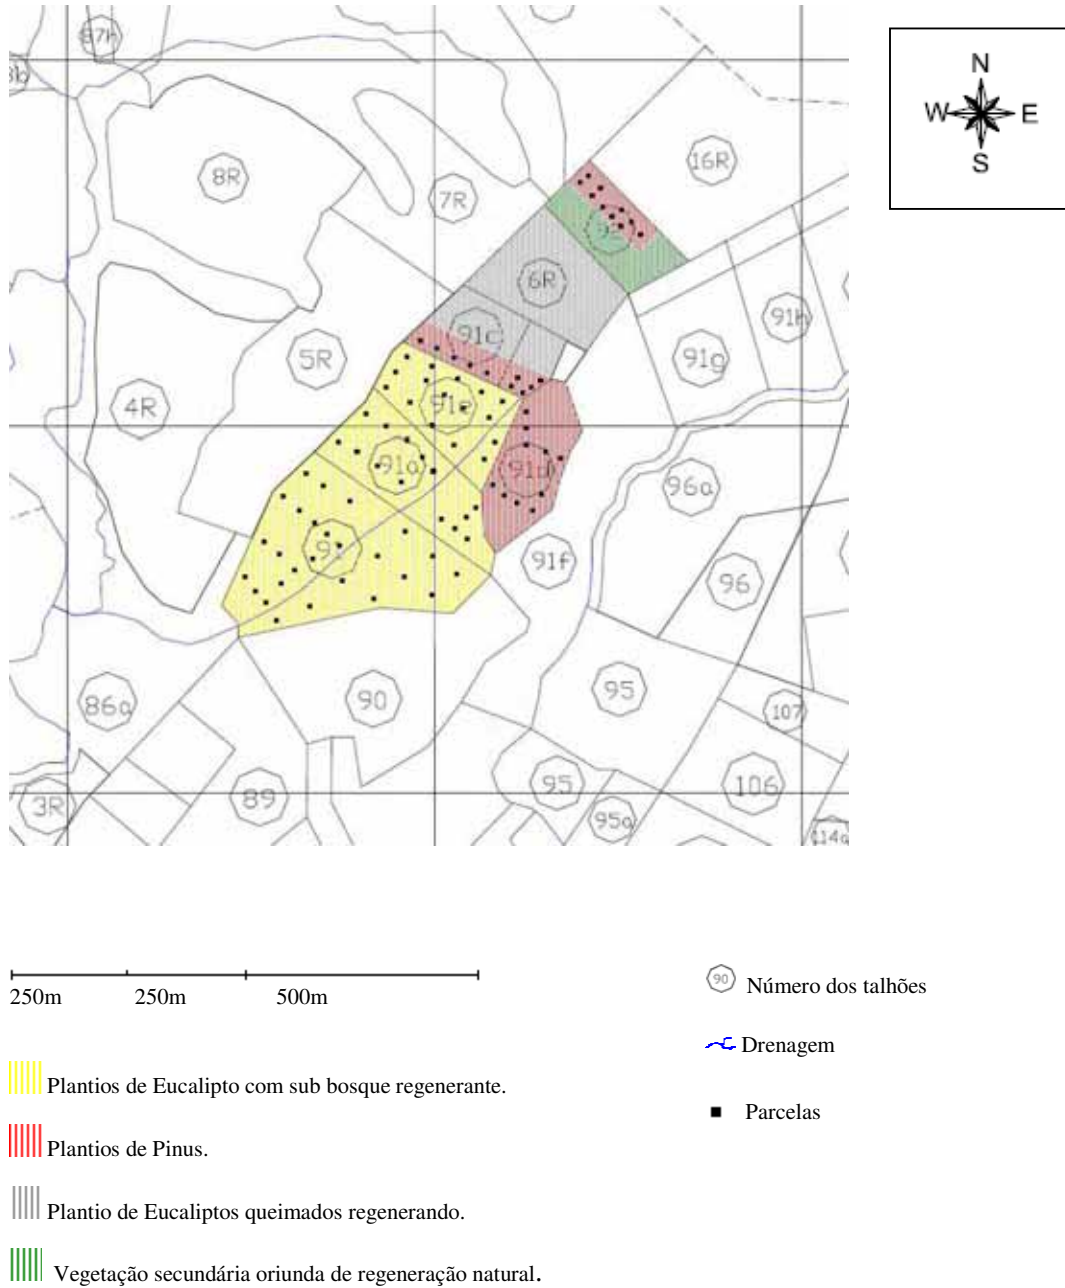 87h
N
W E
S
16R
8R
7R
6R
91c
91h
91g
5R
91e
4R
91a
91d
96a
91
91f
96
95
90
86a
107
95
106
3R
89
95a
114a
250m 250m 500m
90 Número dos talhões
Drenagem
Plantios de Eucalipto com sub bosque regenerante.
Parcelas
Plantios de Pinus.
Plantio de Eucaliptos queimados regenerando.
Vegetação secundária oriunda de regeneração natural.